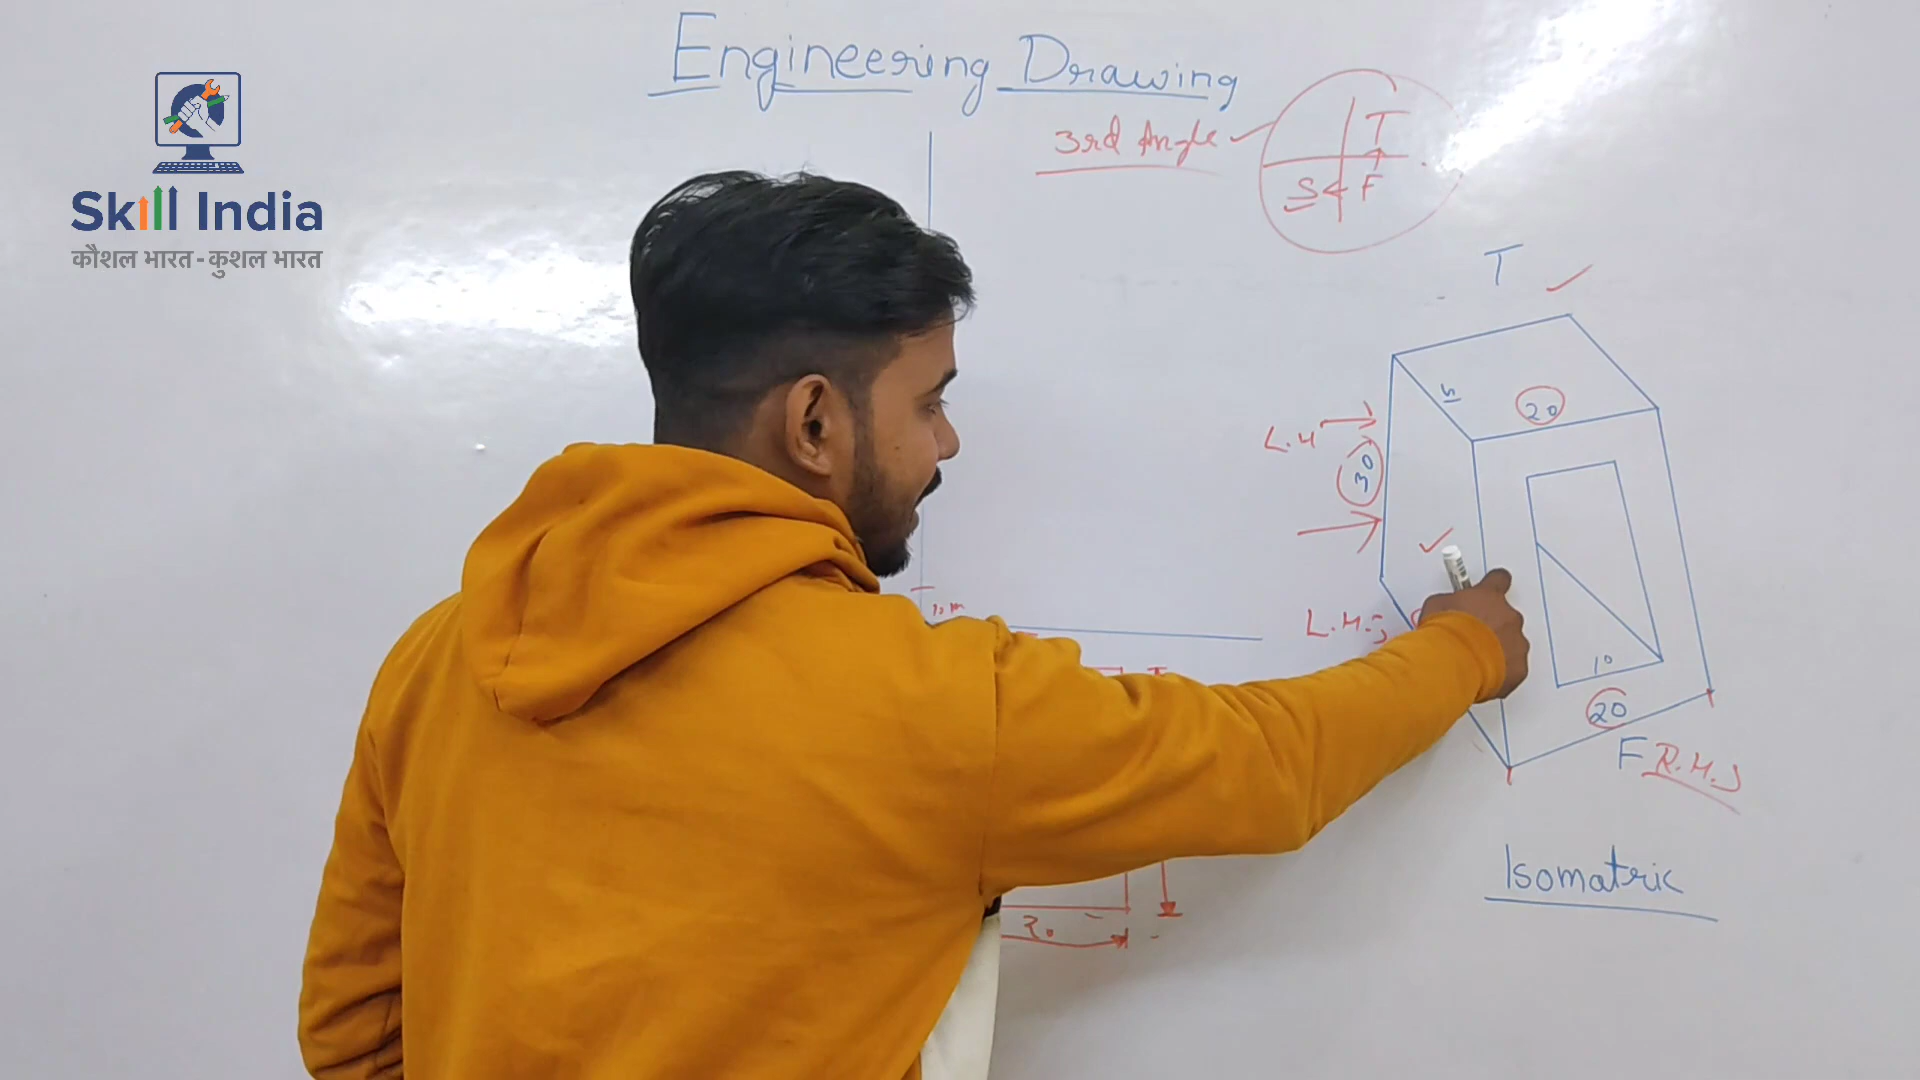 Engineering Drawing
Skill India
कौशल भारत - कुशल भारत
3rd Angle
T
S F
T
20
L.H
30
L.H.S
10
20
F R.H.S
Isomatric